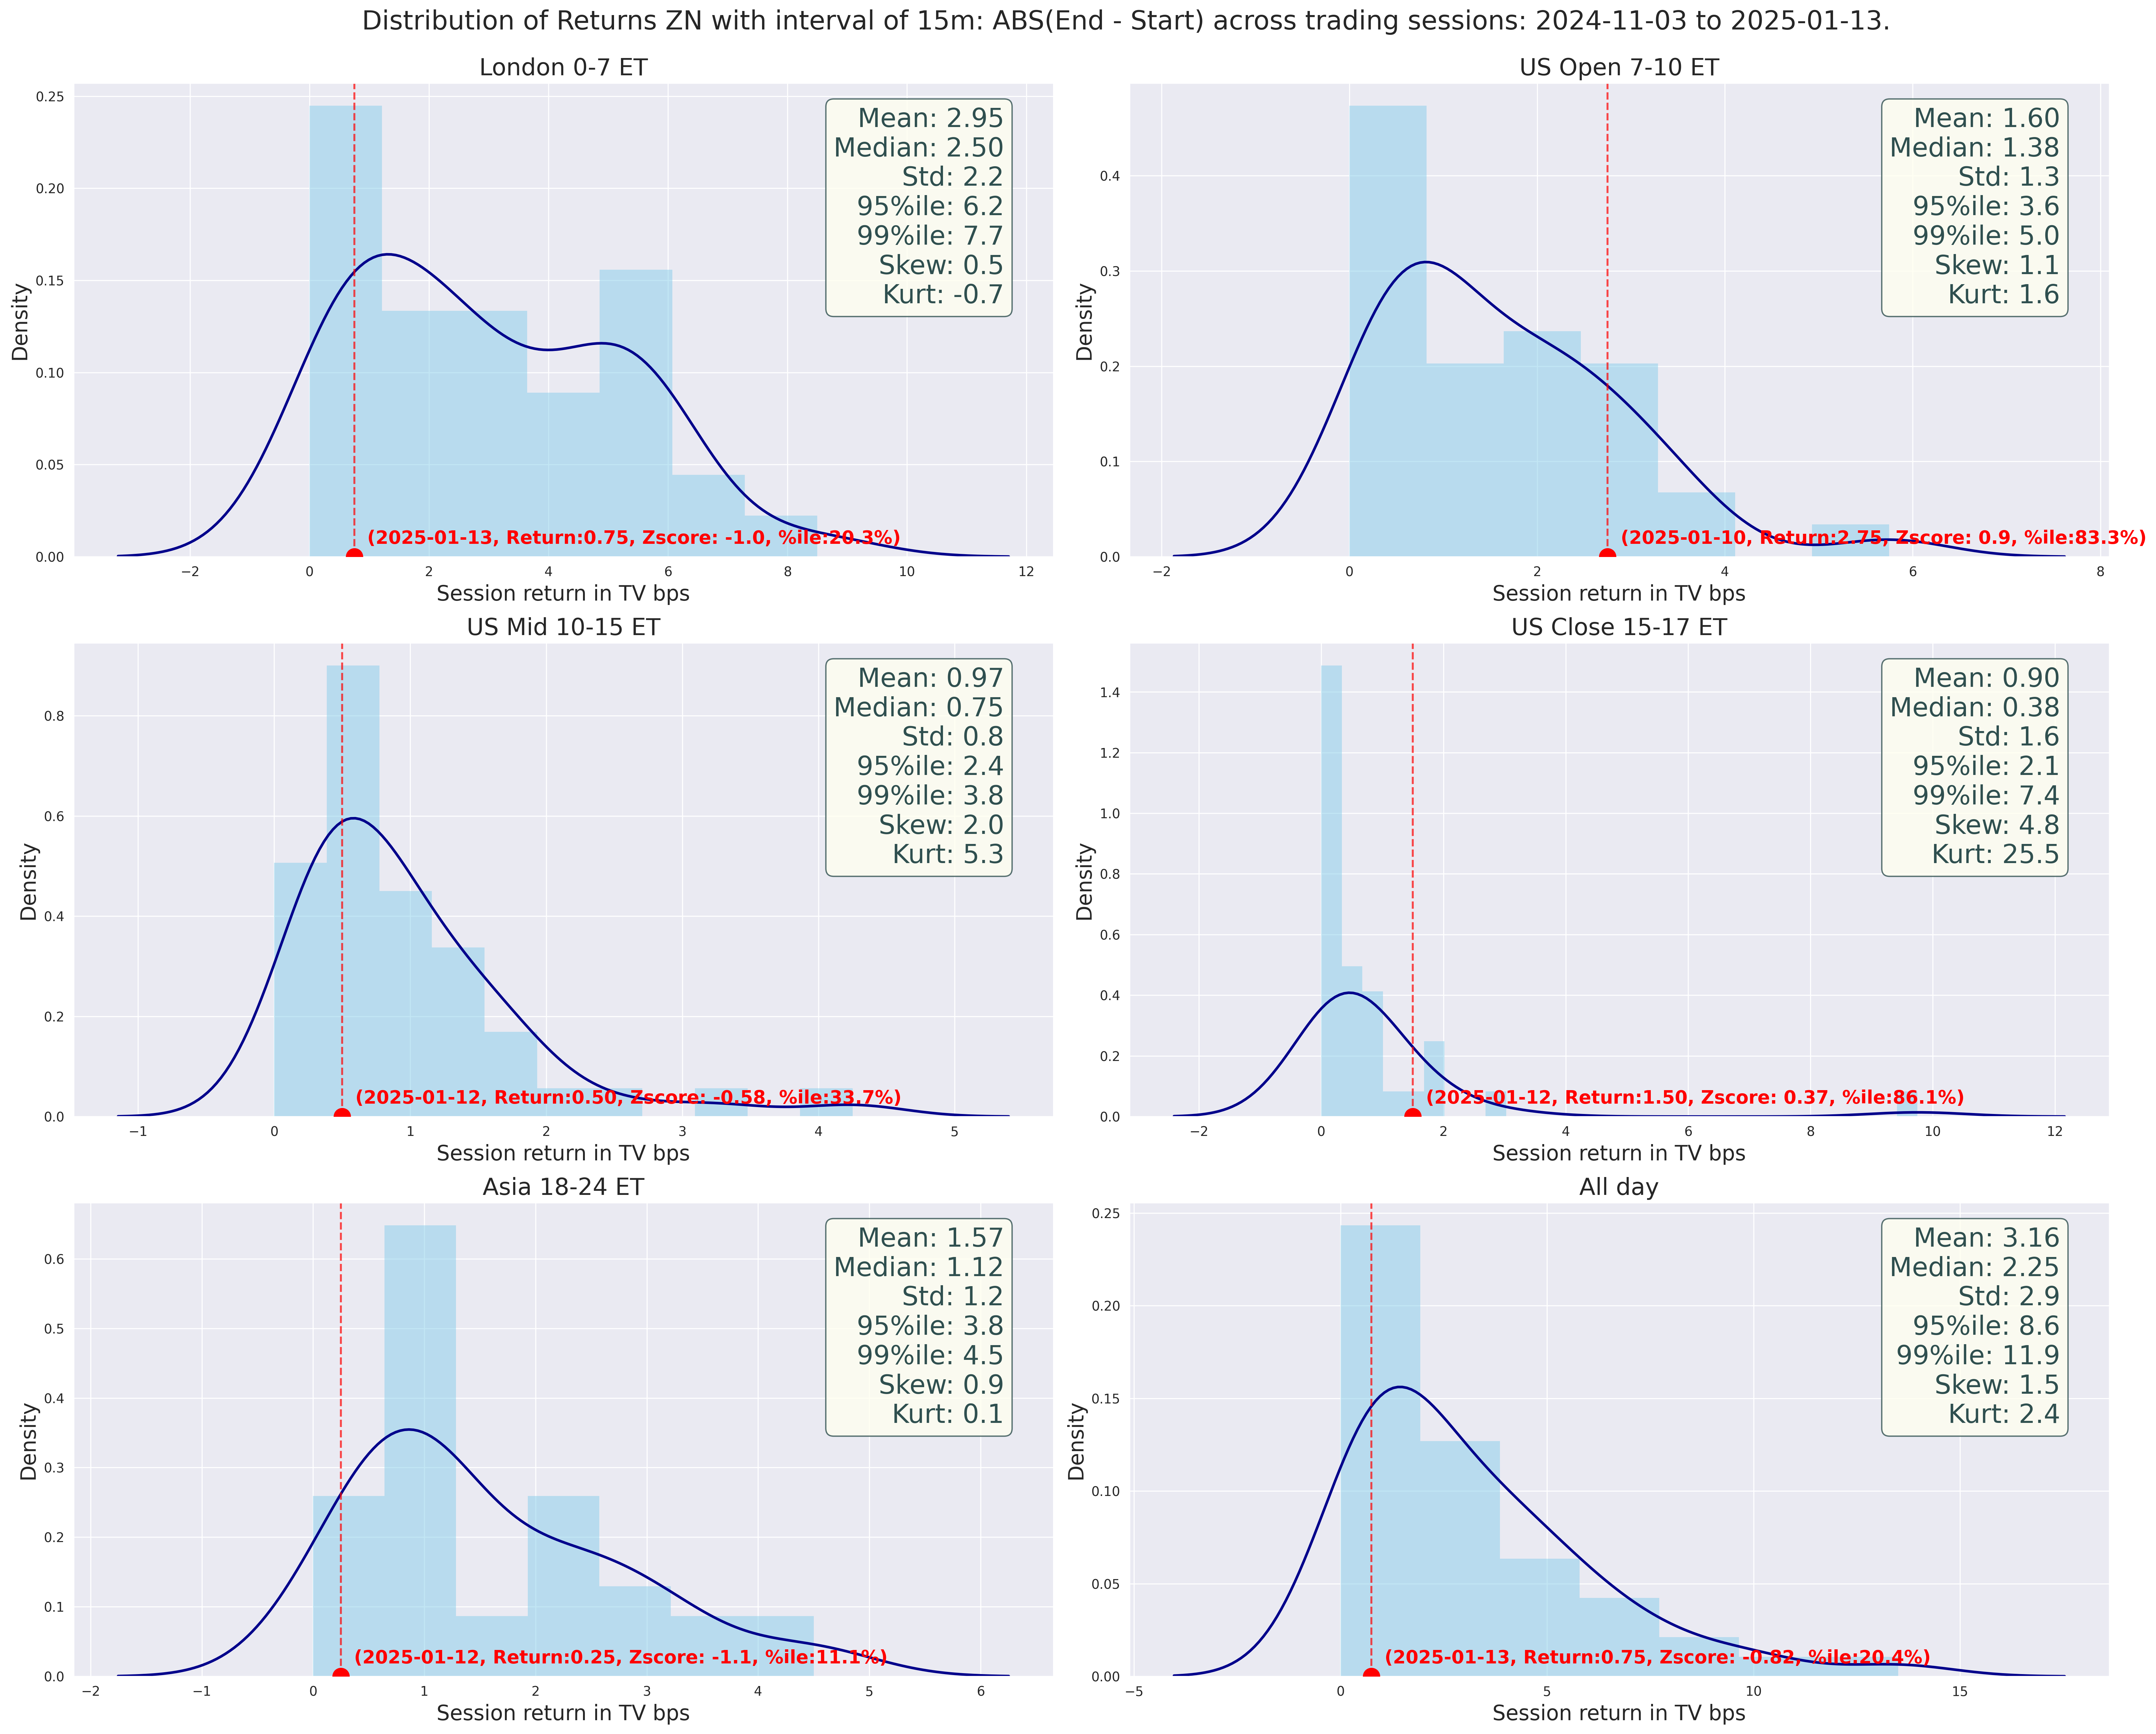 Distribution of Returns ZN with interval of 15m: ABS(End - Start) across trading sessions: 2024-11-03 to 2025-01-13.
London 0-7 ET
0.25
0.20
0.15
0.10
0.05
0.00
Density
Mean: 2.95
Median: 2.50
Std: 2.2
95%ile: 6.2
99%ile: 7.7
Skew: 0.5
Kurt: -0.7
(2025-01-13, Return:0.75, Zscore: -1.0, %ile:20.3%)
−2 0 2 4 6 8 10 12
Session return in TV bps
US Open 7-10 ET
0.4
0.3
0.2
0.1
0.0
Density
Mean: 1.60
Median: 1.38
Std: 1.3
95%ile: 3.6
99%ile: 5.0
Skew: 1.1
Kurt: 1.6
(2025-01-10, Return:2.75, Zscore: 0.9, %ile:83.3%)
−2 0 2 4 6 8
Session return in TV bps
US Mid 10-15 ET
0.8
0.6
0.4
0.2
0.0
Density
Mean: 0.97
Median: 0.75
Std: 0.8
95%ile: 2.4
99%ile: 3.8
Skew: 2.0
Kurt: 5.3
(2025-01-12, Return:0.50, Zscore: -0.58, %ile:33.7%)
−1 0 1 2 3 4 5
Session return in TV bps
US Close 15-17 ET
1.4
1.2
1.0
0.8
0.6
0.4
0.2
0.0
Density
Mean: 0.90
Median: 0.38
Std: 1.6
95%ile: 2.1
99%ile: 7.4
Skew: 4.8
Kurt: 25.5
(2025-01-12, Return:1.50, Zscore: 0.37, %ile:86.1%)
−2 0 2 4 6 8 10 12
Session return in TV bps
Asia 18-24 ET
0.6
0.5
0.4
0.3
0.2
0.1
0.0
Density
Mean: 1.57
Median: 1.12
Std: 1.2
95%ile: 3.8
99%ile: 4.5
Skew: 0.9
Kurt: 0.1
(2025-01-12, Return:0.25, Zscore: -1.1, %ile:11.1%)
−2 −1 0 1 2 3 4 5 6
Session return in TV bps
All day
0.25
0.20
0.15
0.10
0.05
0.00
Density
Mean: 3.16
Median: 2.25
Std: 2.9
95%ile: 8.6
99%ile: 11.9
Skew: 1.5
Kurt: 2.4
(2025-01-13, Return:0.75, Zscore: -0.82, %ile:20.4%)
−5 0 5 10 15
Session return in TV bps